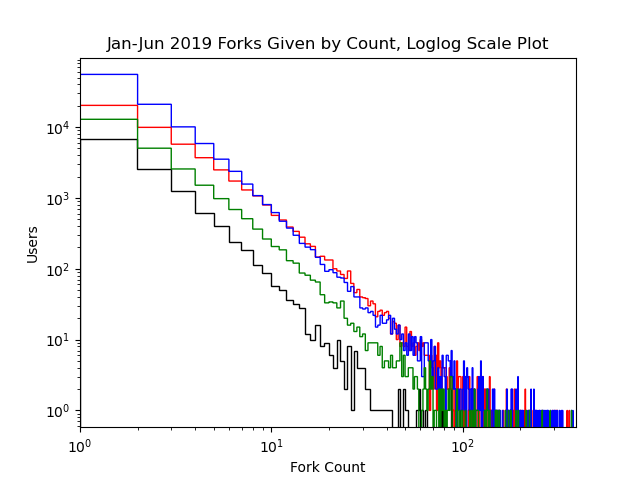 Jan-Jun 2019 Forks Given by Count, Loglog Scale Plot
Users
10⁴
10³
10²
10¹
10⁰
10⁰ 10¹ 10²
Fork Count